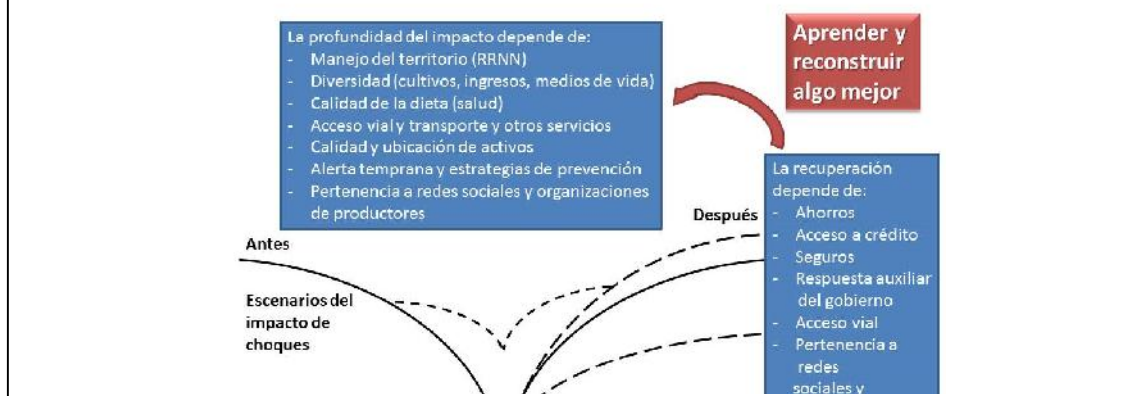 La profundidad del impacto depende de:
- Manejo del territorio (RRNN)
- Diversidad (cultivos, ingresos, medios de vida)
- Calidad de la dieta (salud)
- Acceso vial y transporte y otros servicios
- Calidad y ubicación de activos
- Alerta temprana y estrategias de prevención
- Pertenencia a redes sociales y organizaciones
de productores
Aprender y
reconstruir
algo mejor
La recuperación
depende de:
- Ahorros
- Acceso a crédito
- Seguros
- Respuesta auxiliar
del gobierno
- Acceso vial
- Pertenencia a
redes
sociales y
Después
Antes
Escenarios del
impacto de
choques